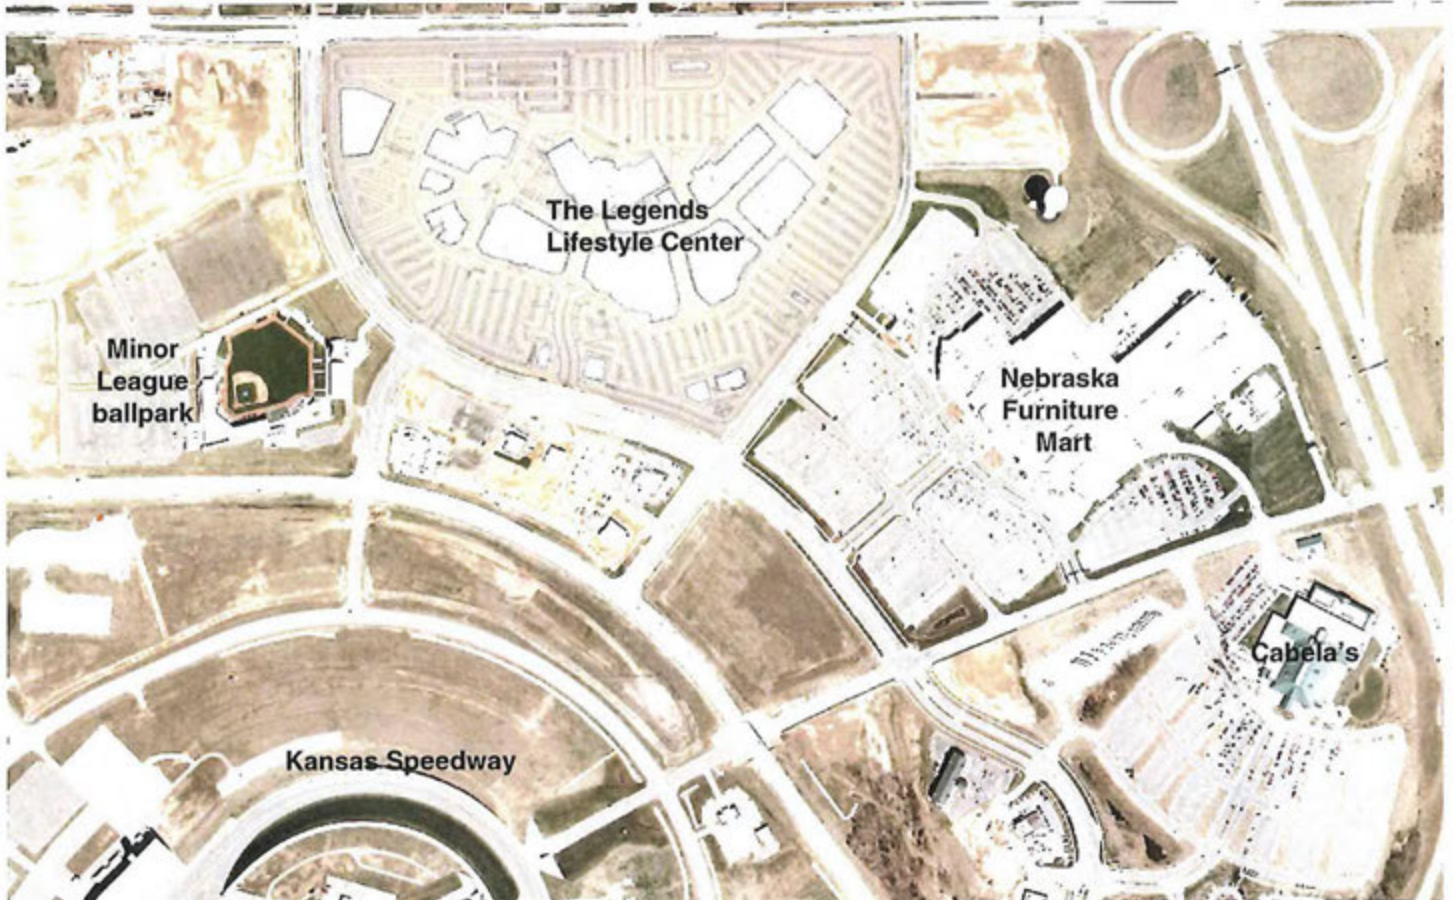 The Legends
Lifestyle Center
Minor
League
ballpark
Nebraska
Furniture
Mart
Cabela's
Kansas Speedway